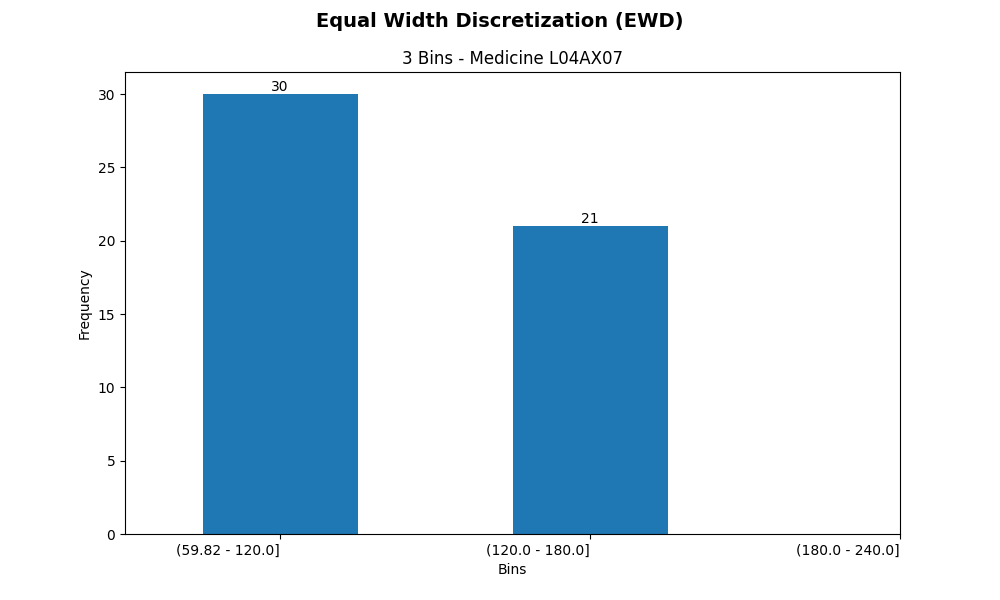 Equal Width Discretization (EWD)
3 Bins - Medicine L04AX07
30
21
30
25
20
15
10
5
0
Frequency
(59.82 - 120.0]
(120.0 - 180.0]
(180.0 - 240.0]
Bins